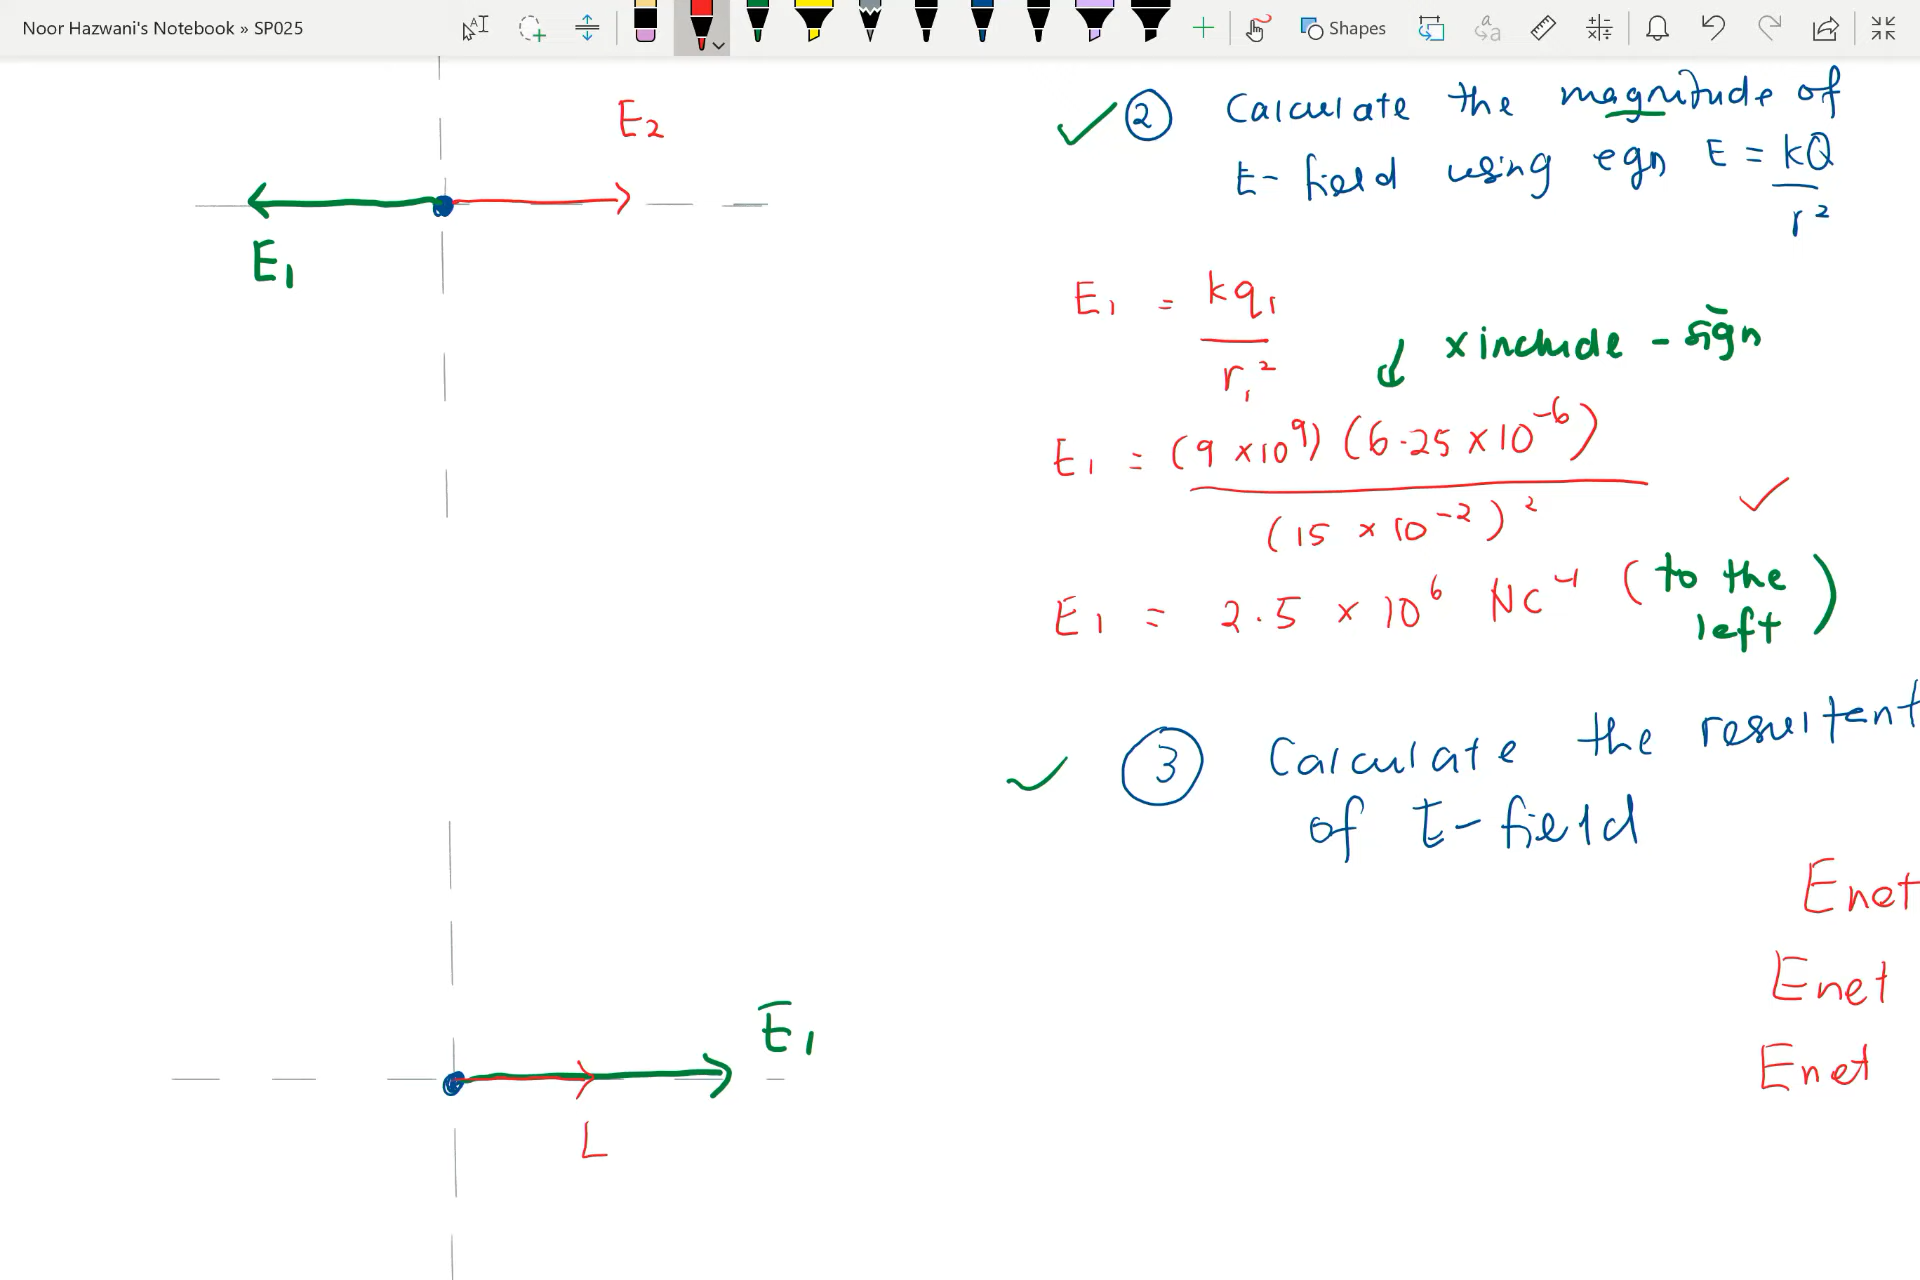 Noor Hazwani's Notebook » SP025
Shapes
E2
E1
② Calculate the magnitude of
E-field using eqn E = kQ
r²
E1 = kq1
r1²
x include - sign
E1 = (9 x10⁹) (6.25 x10⁻⁶)
(15 x 10⁻²)²
E1 = 2.5 x 10⁶ NC⁻¹ (to the
left)
③ Calculate the resultant
of E-field
Enet
Enet
Enet
E1
L